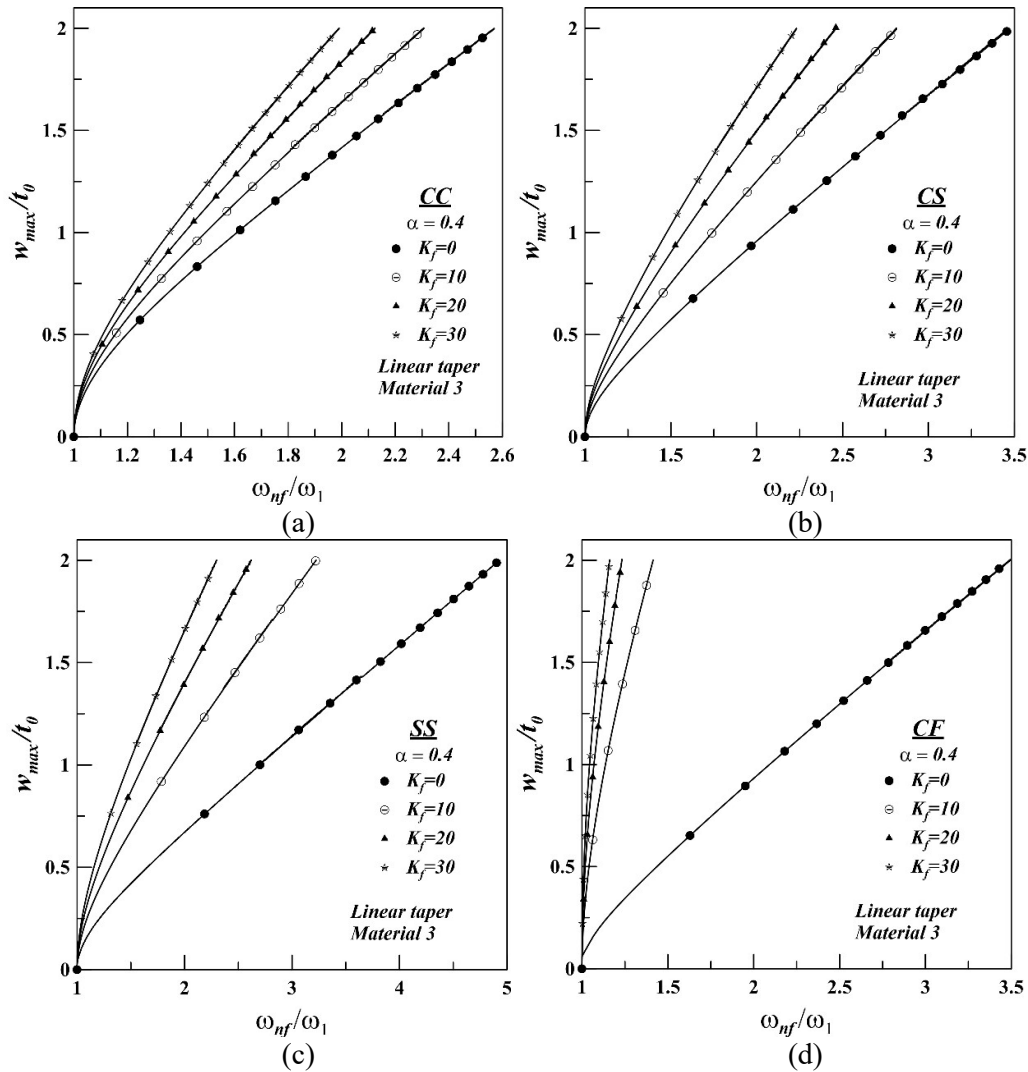 2
1.5
1
0.5
0
w_max/t_0
CC
α = 0.4
K_f=0
K_f=10
K_f=20
K_f=30
Linear taper
Material 3
1 1.2 1.4 1.6 1.8 2 2.2 2.4 2.6
ω_nf/ω_1
(a)
2
1.5
1
0.5
0
w_max/t_0
CS
α = 0.4
K_f=0
K_f=10
K_f=20
K_f=30
Linear taper
Material 3
1 1.5 2 2.5 3 3.5
ω_nf/ω_1
(b)
2
1.5
1
0.5
0
w_max/t_0
SS
α = 0.4
K_f=0
K_f=10
K_f=20
K_f=30
Linear taper
Material 3
1 2 3 4 5
ω_nf/ω_1
(c)
2
1.5
1
0.5
0
w_max/t_0
CF
α = 0.4
K_f=0
K_f=10
K_f=20
K_f=30
Linear taper
Material 3
1 1.5 2 2.5 3 3.5
ω_nf/ω_1
(d)